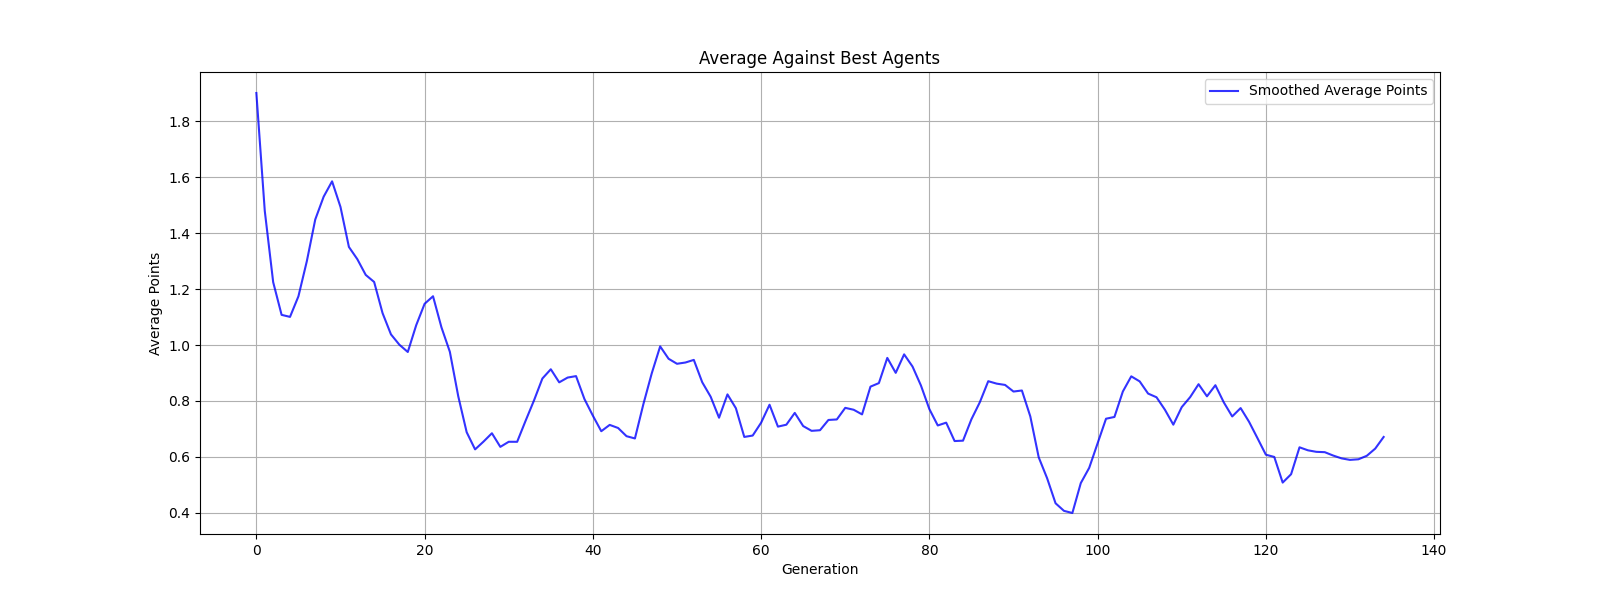 Average Against Best Agents
Smoothed Average Points
Average Points
1.8
1.6
1.4
1.2
1.0
0.8
0.6
0.4
0 20 40 60 80 100 120 140
Generation